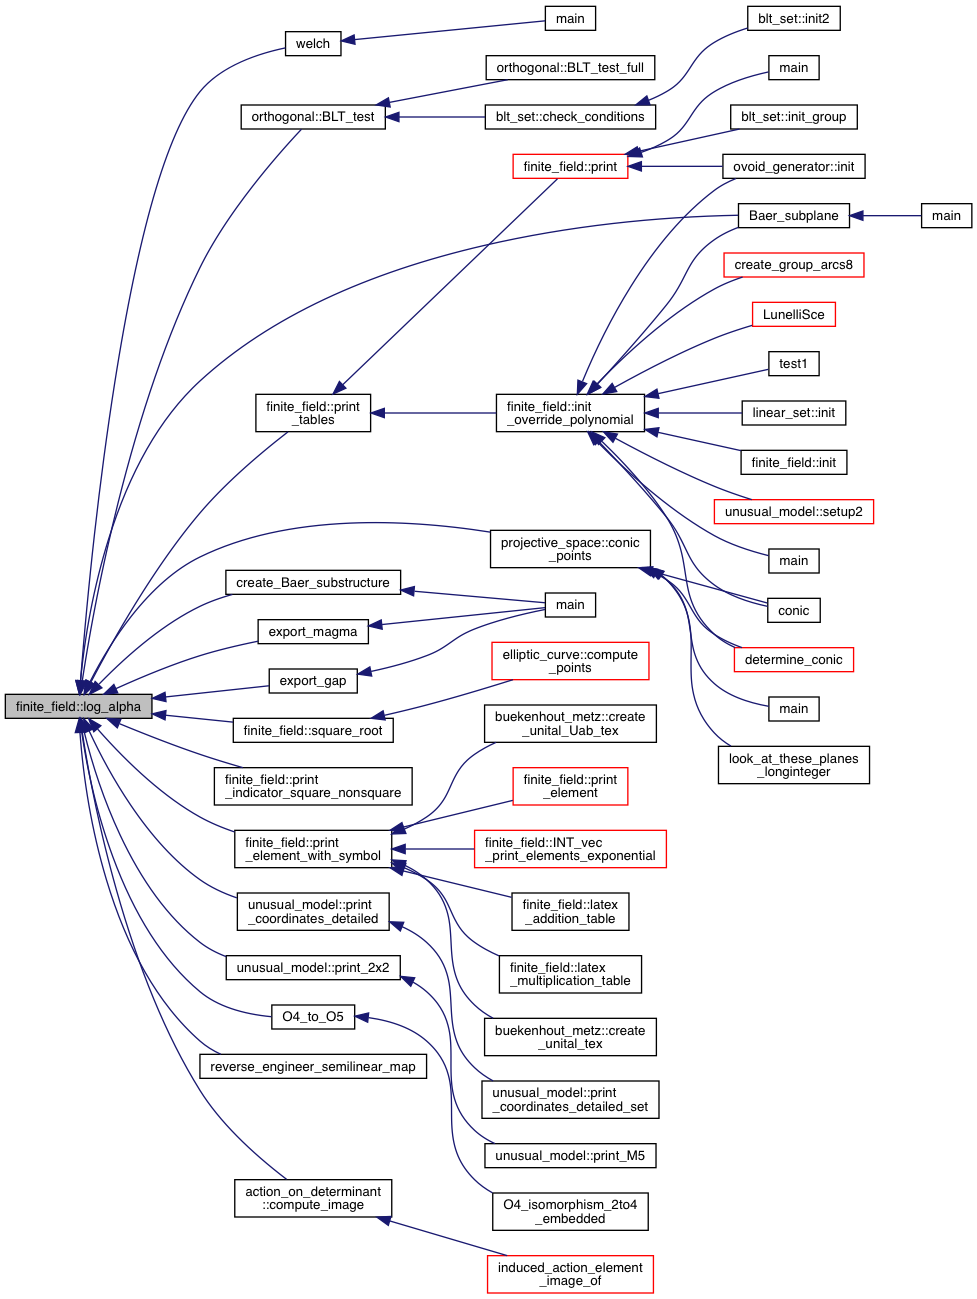 main
welch
blt_set::init2
orthogonal::BLT_test_full
main
orthogonal::BLT_test
blt_set::check_conditions
blt_set::init_group
finite_field::print
ovoid_generator::init
Baer_subplane
main
create_group_arcs8
LunelliSce
test1
finite_field::print
_tables
finite_field::init
_override_polynomial
linear_set::init
finite_field::init
unusual_model::setup2
projective_space::conic
_points
main
create_Baer_substructure
main
conic
export_magma
determine_conic
elliptic_curve::compute
_points
export_gap
finite_field::log_alpha
main
finite_field::square_root
buekenhout_metz::create
_unital_Uab_tex
look_at_these_planes
_longinteger
finite_field::print
_indicator_square_nonsquare
finite_field::print
_element
finite_field::print
_element_with_symbol
finite_field::INT_vec
_print_elements_exponential
unusual_model::print
_coordinates_detailed
finite_field::latex
_addition_table
unusual_model::print_2x2
finite_field::latex
_multiplication_table
O4_to_O5
buekenhout_metz::create
_unital_tex
reverse_engineer_semilinear_map
unusual_model::print
_coordinates_detailed_set
unusual_model::print_M5
action_on_determinant
::compute_image
O4_isomorphism_2to4
_embedded
induced_action_element
_image_of